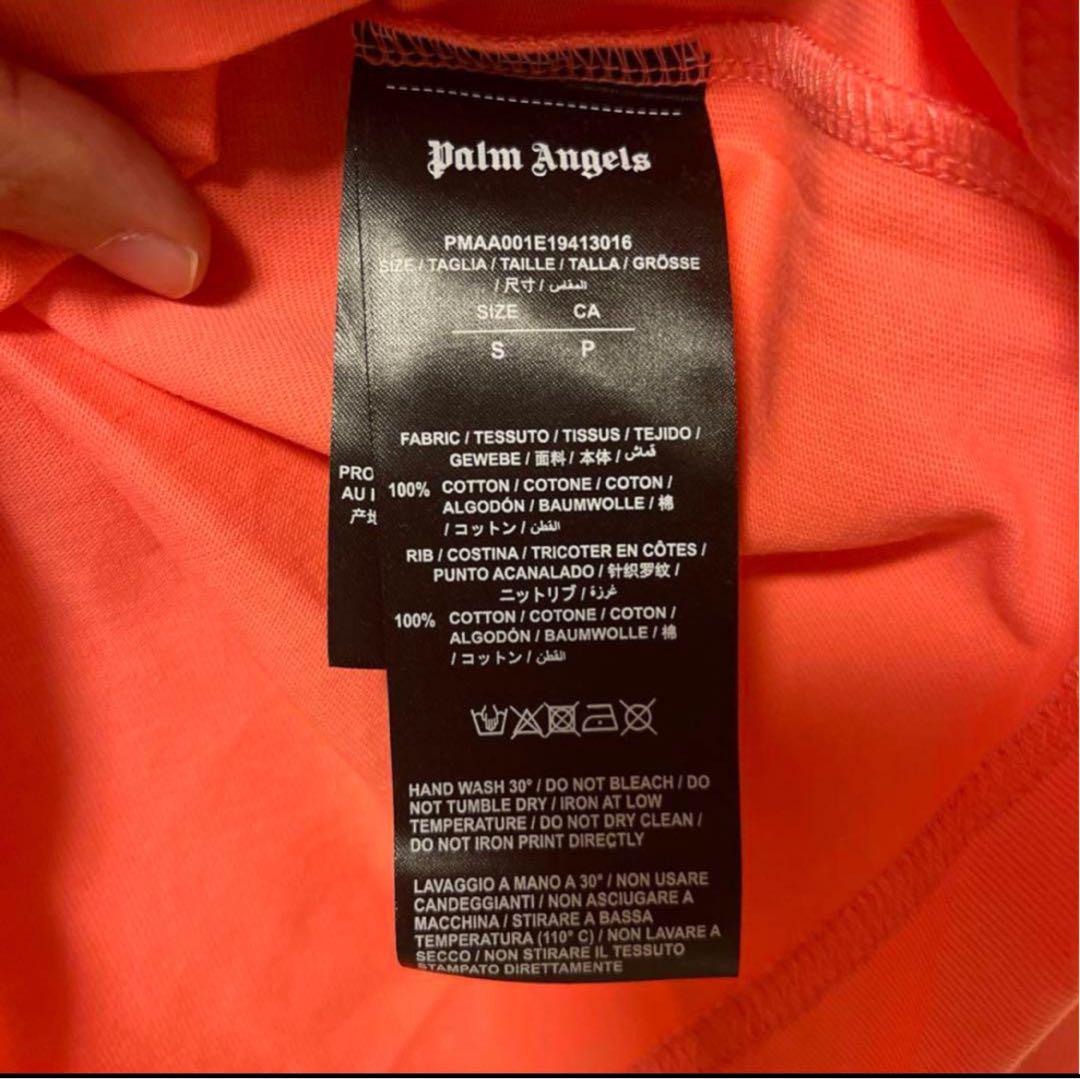 Palm Angels
PMAA001E19413016
SIZE / TAGLIA / TAILLE / TALLA / GRÖSSE
/ 尺寸 / المقاس
SIZE CA
S P
FABRIC / TESSUTO / TISSUS / TEJIDO /
GEWEBE / 面料 / 本体 / قماش
100% COTTON / COTONE / COTON /
ALGODÓN / BAUMWOLLE / 棉
/ コットン / القطن
RIB / COSTINA / TRICOTER EN CÔTES /
PUNTO ACANALADO / 针织罗纹 /
ニットリブ / غرزة
100% COTTON / COTONE / COTON /
ALGODÓN / BAUMWOLLE / 棉
/ コットン / القطن
HAND WASH 30° / DO NOT BLEACH / DO
NOT TUMBLE DRY / IRON AT LOW
TEMPERATURE / DO NOT DRY CLEAN /
DO NOT IRON PRINT DIRECTLY
LAVAGGIO A MANO A 30° / NON USARE
CANDEGGIANTI / NON ASCIUGARE A
MACCHINA / STIRARE A BASSA
TEMPERATURA (110° C) / NON LAVARE A
SECCO / NON STIRARE IL TESSUTO
STAMPATO DIRETTAMENTE
PRO
AU
产地